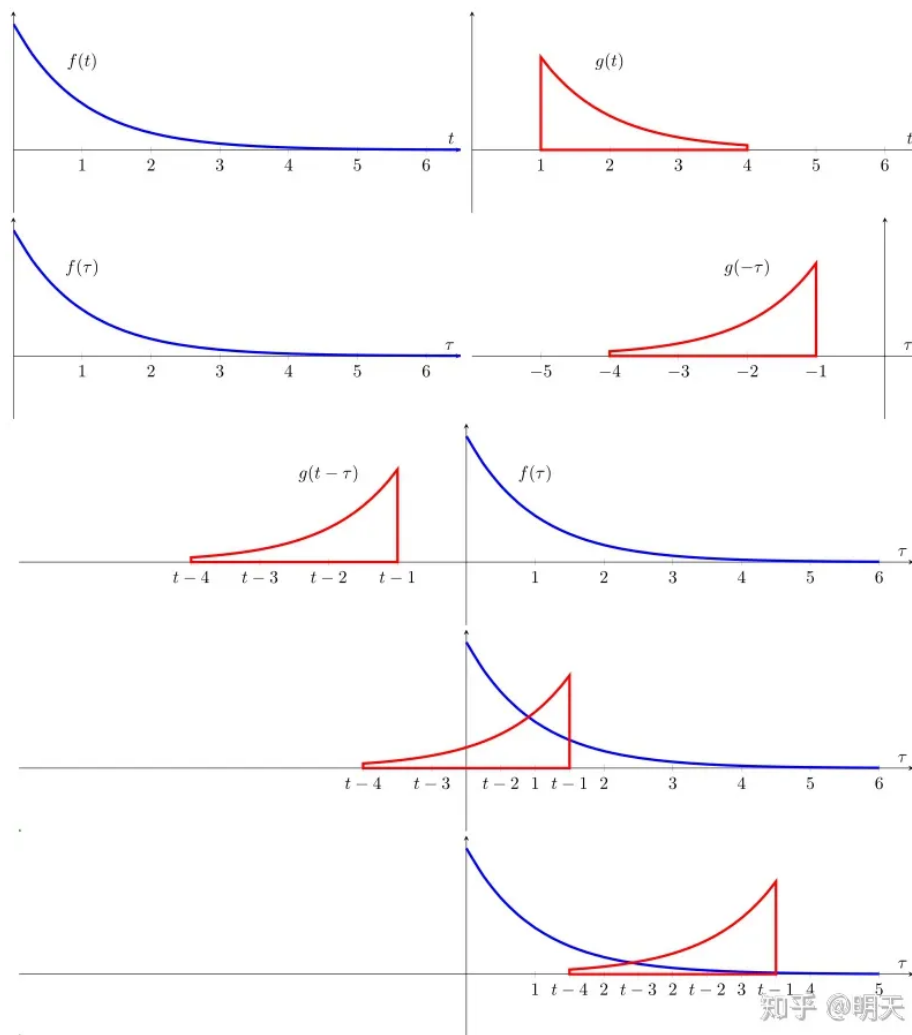 f(t) g(t)
t t
1 2 3 4 5 6 1 2 3 4 5 6
f(τ) g(−τ)
τ τ
1 2 3 4 5 6 −5 −4 −3 −2 −1
g(t − τ) f(τ)
τ
t − 4 t − 3 t − 2 t − 1 1 2 3 4 5 6
τ
t − 4 t − 3 t − 2 1 t − 1 2 3 4 5 6
τ
1 t − 4 2 t − 3 2 t − 2 3 t − 1 4 5
知乎 @明天